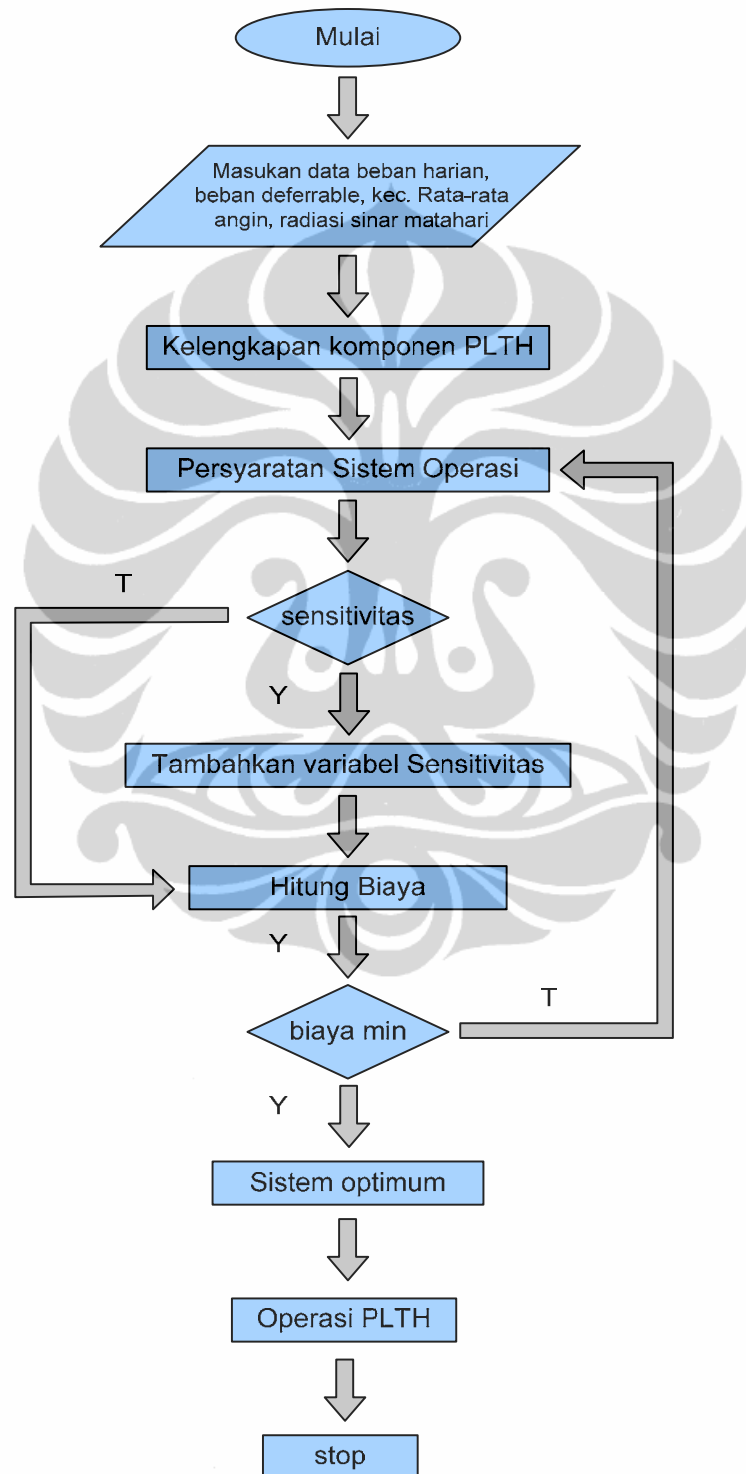 Mulai
Masukan data beban harian,
beban deferrable, kec. Rata-rata
angin, radiasi sinar matahari
Kelengkapan komponen PLTH
Persyaratan Sistem Operasi
T
sensitivitas
Y
Tambahkan variabel Sensitivitas
Hitung Biaya
Y
T
biaya min
Y
Sistem optimum
Operasi PLTH
stop